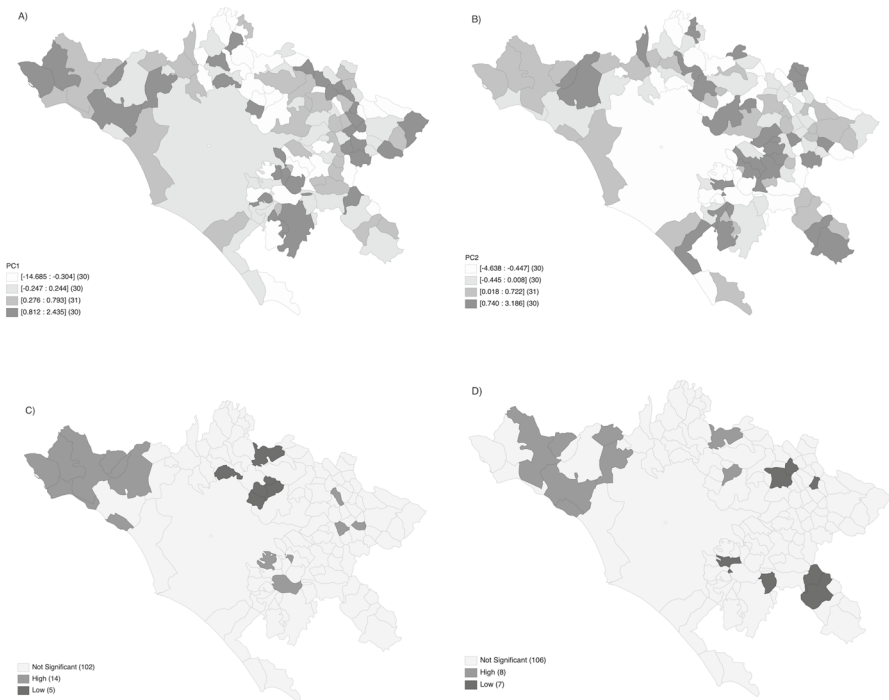 A)
B)
PC1
[-14.685 : -0.304] (30)
[-0.247 : 0.244] (30)
[0.276 : 0.793] (31)
[0.812 : 2.435] (30)
PC2
[-4.638 : -0.447] (30)
[-0.445 : 0.008] (30)
[0.018 : 0.722] (31)
[0.740 : 3.186] (30)
C)
D)
Not Significant (102)
High (14)
Low (5)
Not Significant (106)
High (8)
Low (7)